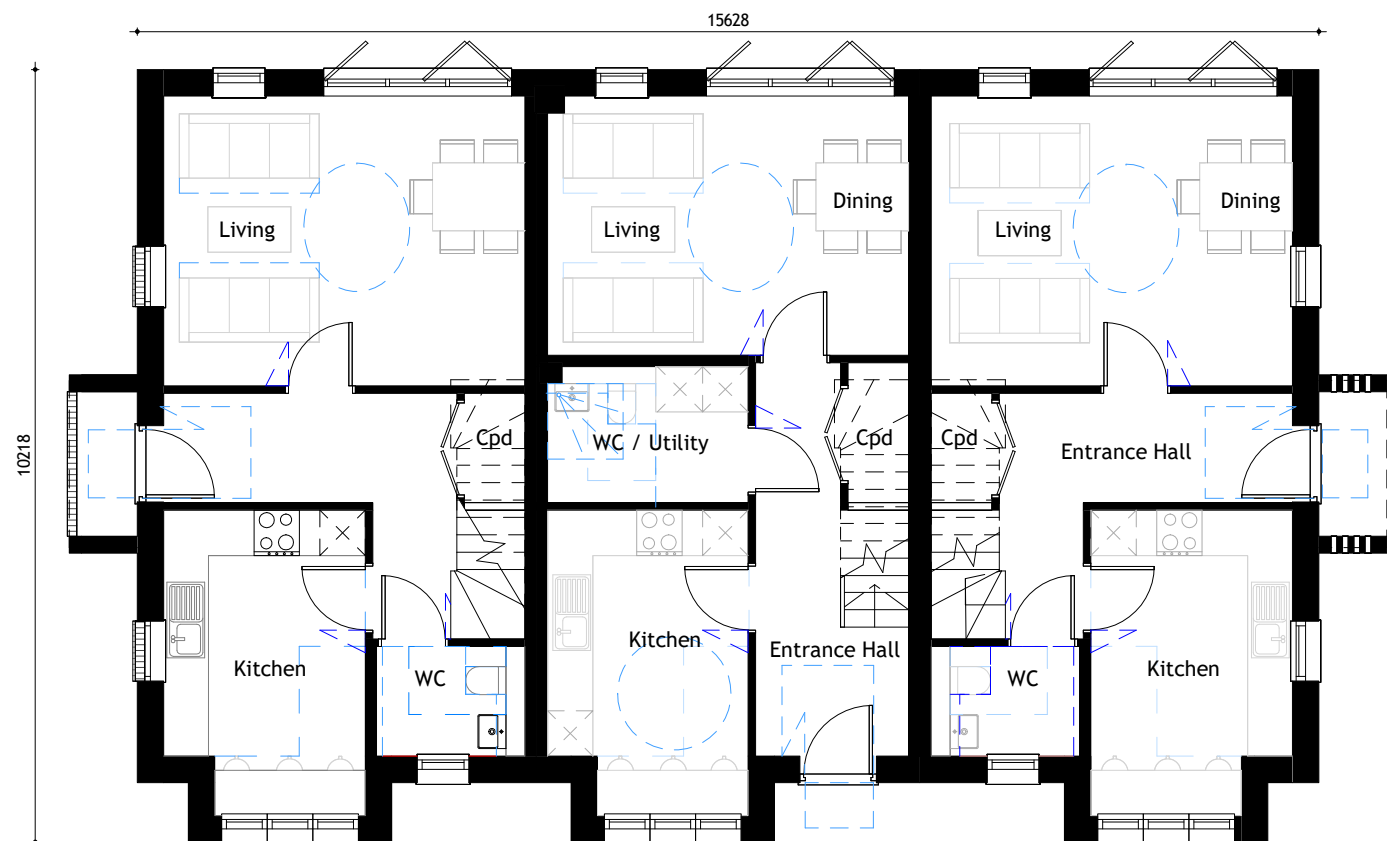 15628
Dining
Dining
Living
Living
Living
Cpd
WC / Utility
Cpd
Cpd
Entrance Hall
10218
Kitchen
Entrance Hall
Kitchen
WC
WC
Kitchen